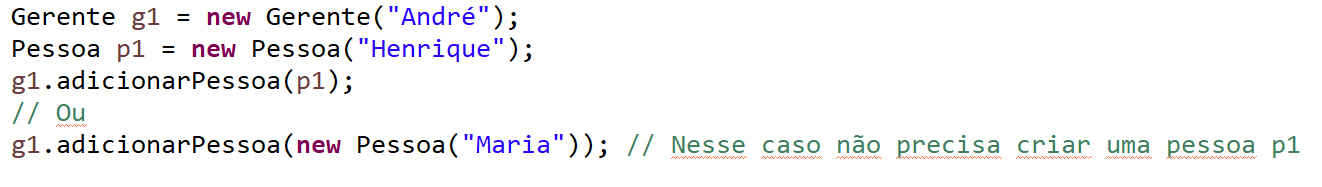 Gerente g1 = new Gerente("André");
Pessoa p1 = new Pessoa("Henrique");
g1.adicionarPessoa(p1);
// Ou
g1.adicionarPessoa(new Pessoa("Maria")); // Nesse caso não precisa criar uma pessoa p1